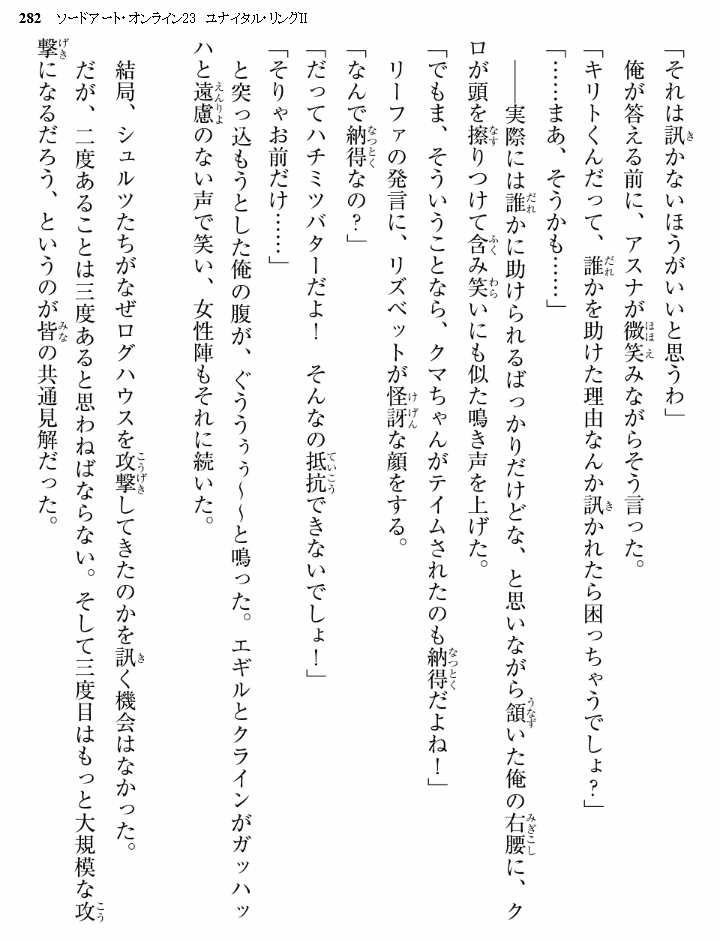 282 ソードアート・オンライン23 ユナイタル・リングII
「それは訊かないほうがいいと思うわ」
俺が答える前に、アスナが微笑みながらそう言った。
「キリトくんだって、誰かを助けた理由なんか訊かれたら困っちゃうでしょ？」
「……まあ、そうかも……」
――実際には誰かに助けられるばっかりだけどな、と思いながら頷いた俺の右腰に、ク
ロが頭を擦りつけて含み笑いにも似た鳴き声を上げた。
「でもま、そういうことなら、クマちゃんがテイムされたのも納得だよね！」
リーファの発言に、リズベットが怪訝な顔をする。
「なんで納得なの？」
「だってハチミツバターだよ！　そんなの抵抗できないでしょ！」
「そりゃお前だけ……」
と突っ込もうとした俺の腹が、ぐううぅぅ～～と鳴った。エギルとクラインがガッハッ
ハと遠慮のない声で笑い、女性陣もそれに続いた。
結局、シュルツたちがなぜログハウスを攻撃してきたのかを訊く機会はなかった。
だが、二度あることは三度あると思わねばならない。そして三度目はもっと大規模な攻
撃になるだろう、というのが皆の共通見解だった。